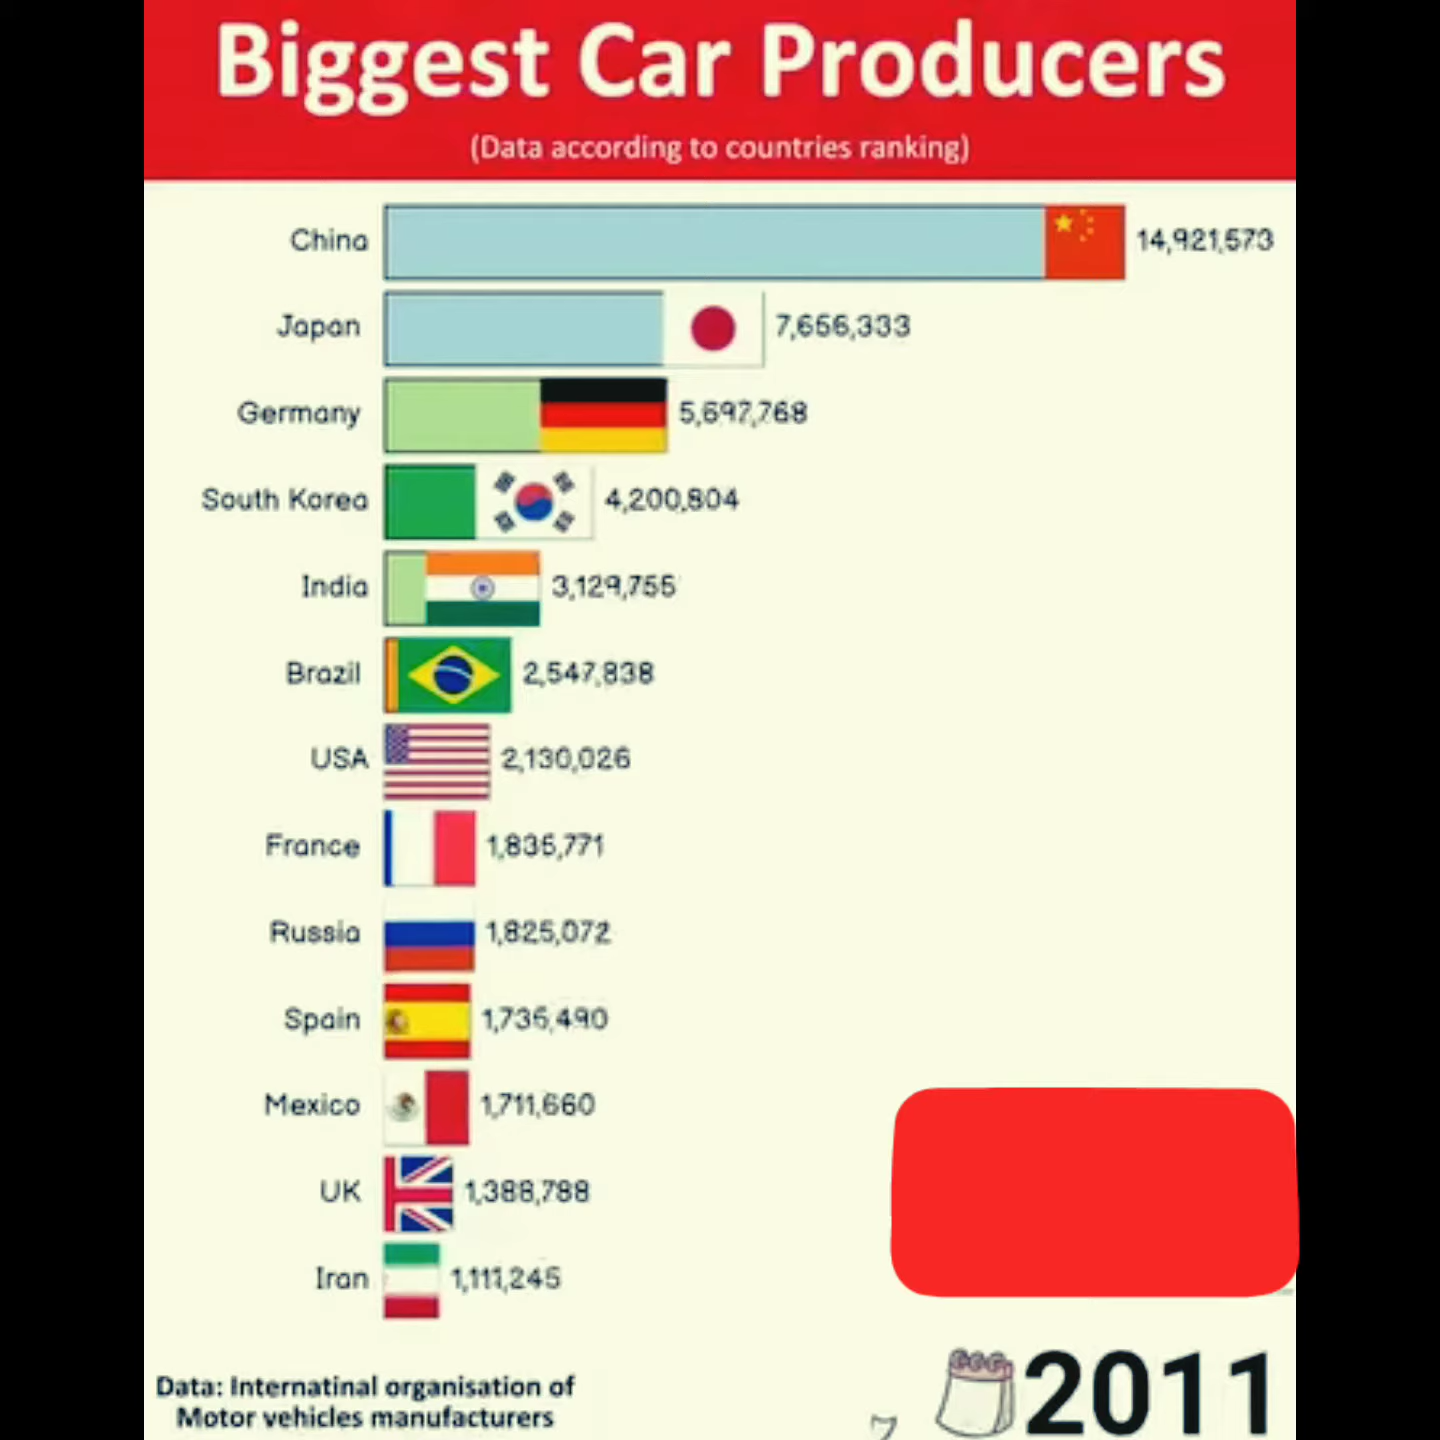 Biggest Car Producers
(Data according to countries ranking)
China 14,921,573
Japan 7,656,333
Germany 5,697,768
South Korea 4,200,804
India 3,129,755
Brazil 2,547,838
USA 2,130,026
France 1,835,771
Russia 1,825,072
Spain 1,735,490
Mexico 1,711,660
UK 1,388,788
Iran 1,111,245
Data: Internatinal organisation of
Motor vehicles manufacturers
2011